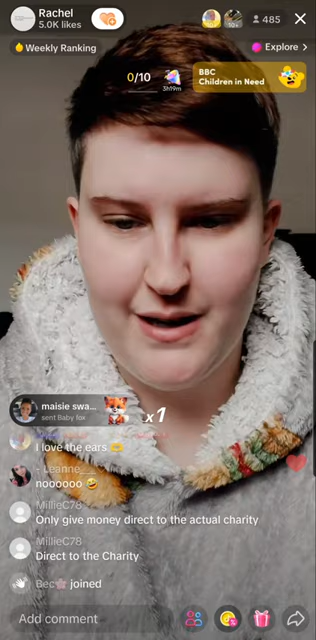 Rachel
5.0K likes
10+
485
Weekly Ranking
Explore >
0/10
3h19m
BBC
Children in Need
maisie swa...
sent Baby fox
x1
I love the ears
- Leanne__
noooooo
MillieC78
Only give money direct to the actual charity
MillieC78
Direct to the Charity
Bec joined
Add comment